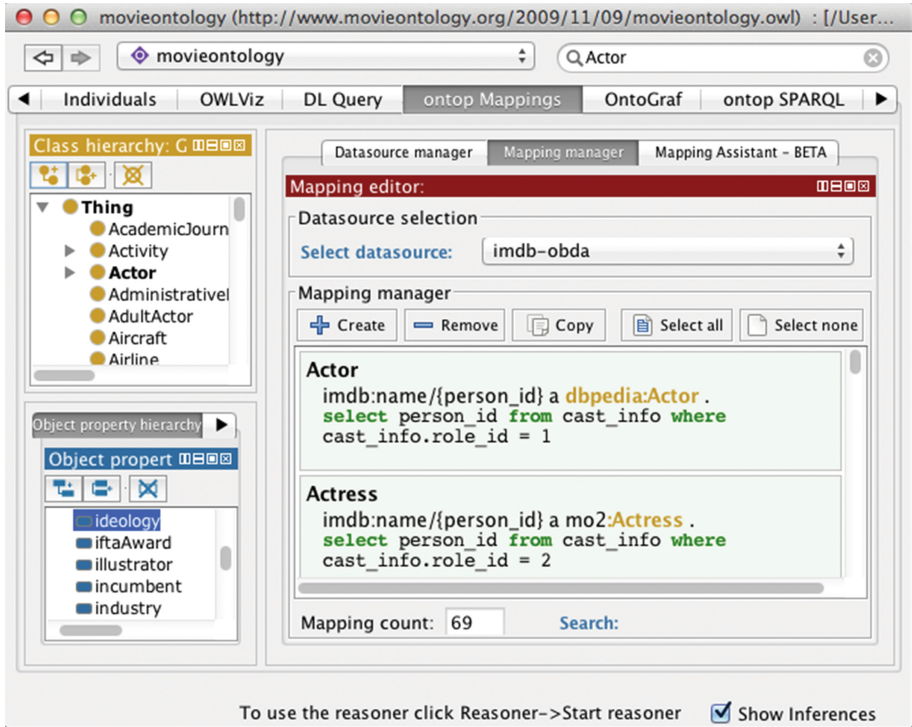 movieontology (http://www.movieontology.org/2009/11/09/movieontology.owl) : [/User...
movieontology
Actor
Individuals OWLViz DL Query ontop Mappings OntoGraf ontop SPARQL
Class hierarchy: G
Thing
AcademicJourn
Activity
Actor
Administrative
AdultActor
Aircraft
Airline
Object property hierarchy
Object propert
ideology
iftaAward
illustrator
incumbent
industry
Datasource manager Mapping manager Mapping Assistant – BETA
Mapping editor:
Datasource selection
Select datasource: imdb-obda
Mapping manager
Create Remove Copy Select all Select none
Actor
imdb:name/{person_id} a dbpedia:Actor .
select person_id from cast_info where
cast_info.role_id = 1
Actress
imdb:name/{person_id} a mo2:Actress .
select person_id from cast_info where
cast_info.role_id = 2
Mapping count: 69 Search:
To use the reasoner click Reasoner->Start reasoner Show Inferences